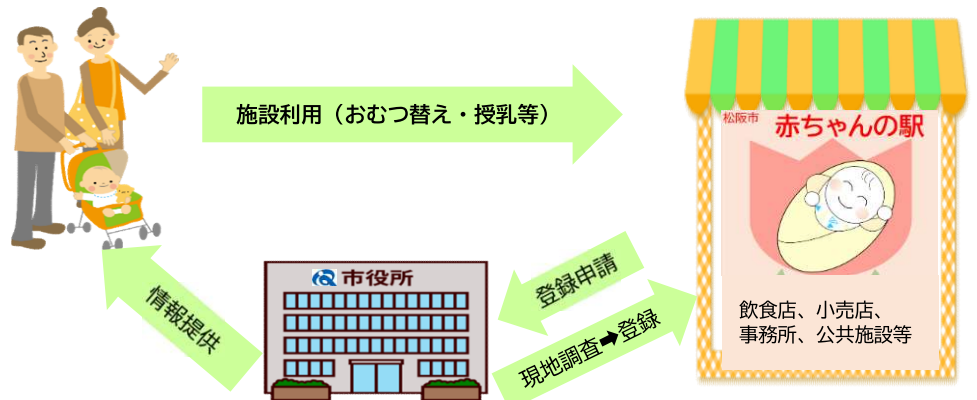 施設利用（おむつ替え・授乳等）
松阪市
赤ちゃんの駅
飲食店、小売店、
事務所、公共施設等
市役所
登録申請
現地調査➡登録
情報提供